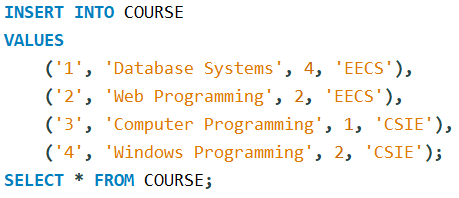 INSERT INTO COURSE
VALUES
('1', 'Database Systems', 4, 'EECS'),
('2', 'Web Programming', 2, 'EECS'),
('3', 'Computer Programming', 1, 'CSIE'),
('4', 'Windows Programming', 2, 'CSIE');
SELECT * FROM COURSE;